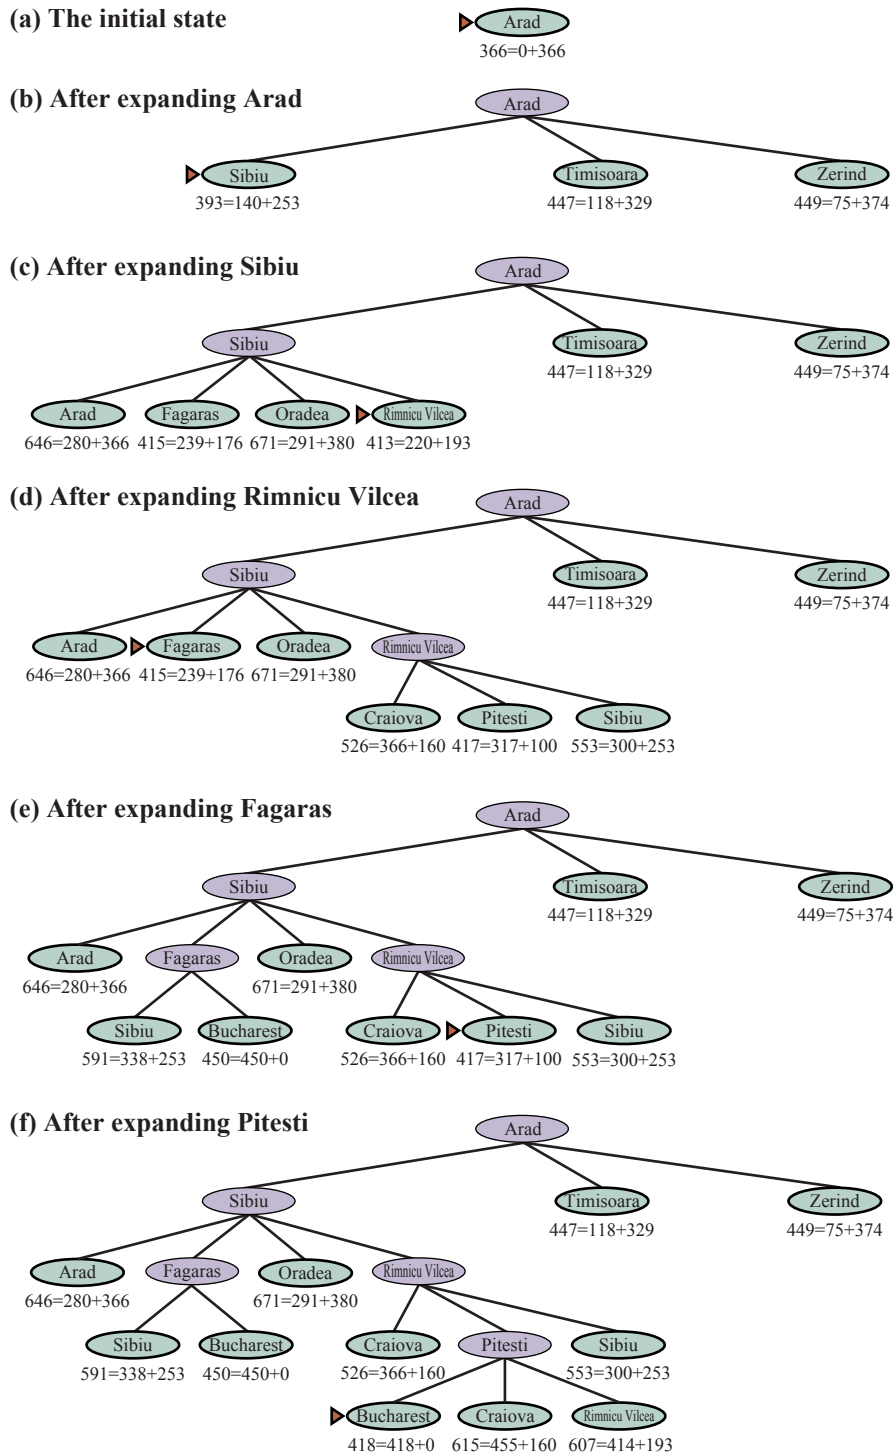 (a) The initial state
Arad
366=0+366
(b) After expanding Arad
Arad
Sibiu Timisoara Zerind
393=140+253 447=118+329 449=75+374
(c) After expanding Sibiu
Arad
Sibiu Timisoara Zerind
447=118+329 449=75+374
Arad Fagaras Oradea Rimnicu Vilcea
646=280+366 415=239+176 671=291+380 413=220+193
(d) After expanding Rimnicu Vilcea
Arad
Sibiu Timisoara Zerind
447=118+329 449=75+374
Arad Fagaras Oradea Rimnicu Vilcea
646=280+366 415=239+176 671=291+380
Craiova Pitesti Sibiu
526=366+160 417=317+100 553=300+253
(e) After expanding Fagaras
Arad
Sibiu Timisoara Zerind
447=118+329 449=75+374
Arad Fagaras Oradea Rimnicu Vilcea
646=280+366 671=291+380
Sibiu Bucharest Craiova Pitesti Sibiu
591=338+253 450=450+0 526=366+160 417=317+100 553=300+253
(f) After expanding Pitesti
Arad
Sibiu Timisoara Zerind
447=118+329 449=75+374
Arad Fagaras Oradea Rimnicu Vilcea
646=280+366 671=291+380
Sibiu Bucharest Craiova Pitesti Sibiu
591=338+253 450=450+0 526=366+160 553=300+253
Bucharest Craiova Rimnicu Vilcea
418=418+0 615=455+160 607=414+193